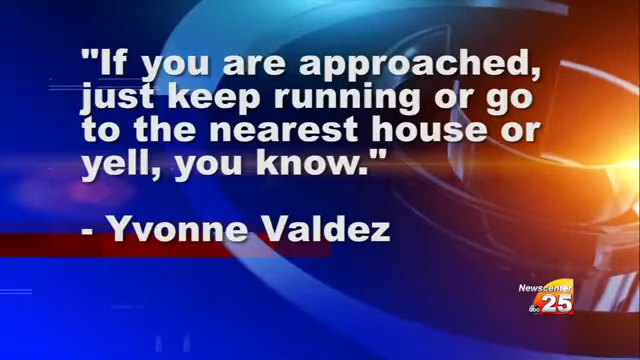 "If you are approached,
just keep running or go
to the nearest house or
yell, you know."
- Yvonne Valdez
Newscenter
abc 25